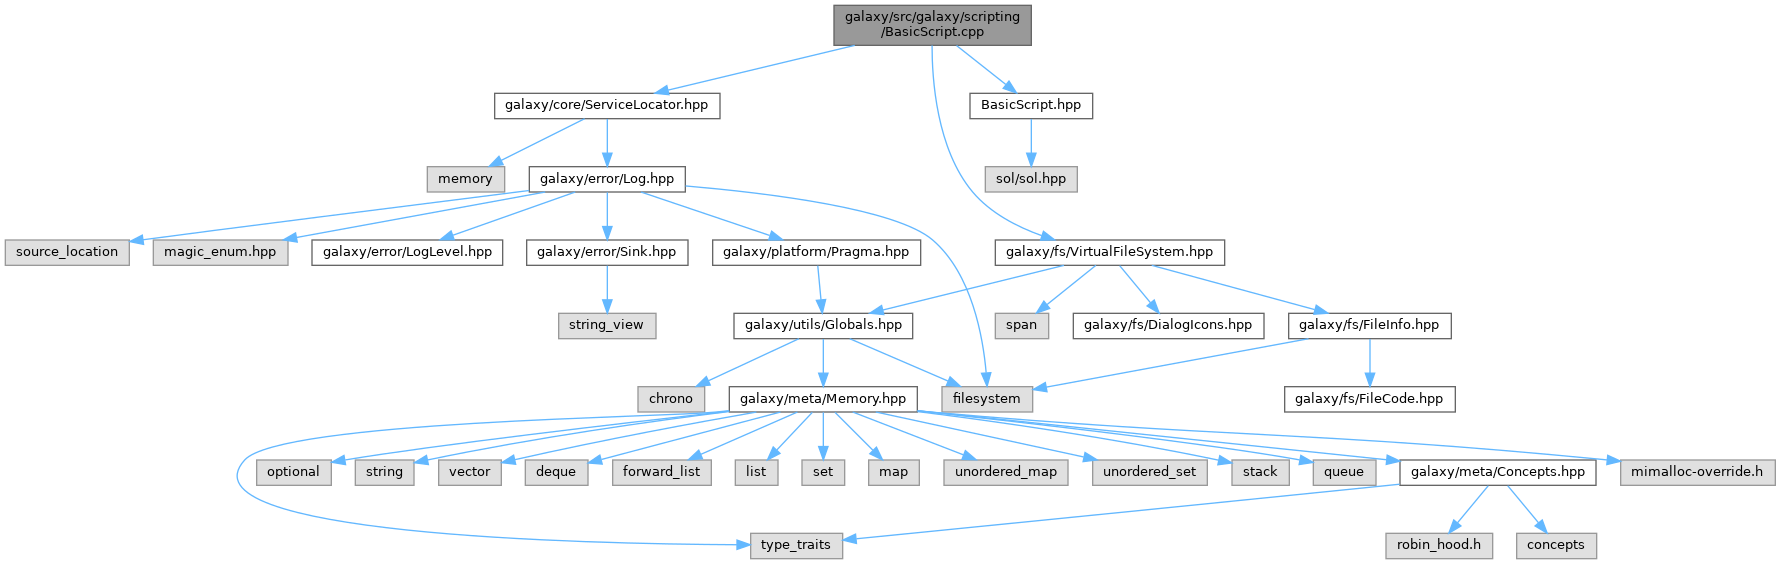 galaxy/src/galaxy/scripting
/BasicScript.cpp
galaxy/core/ServiceLocator.hpp
BasicScript.hpp
memory
galaxy/error/Log.hpp
sol/sol.hpp
source_location
magic_enum.hpp
galaxy/error/LogLevel.hpp
galaxy/error/Sink.hpp
galaxy/platform/Pragma.hpp
galaxy/fs/VirtualFileSystem.hpp
string_view
galaxy/utils/Globals.hpp
span
galaxy/fs/DialogIcons.hpp
galaxy/fs/FileInfo.hpp
chrono
galaxy/meta/Memory.hpp
filesystem
galaxy/fs/FileCode.hpp
optional
string
vector
deque
forward_list
list
set
map
unordered_map
unordered_set
stack
queue
galaxy/meta/Concepts.hpp
mimalloc-override.h
type_traits
robin_hood.h
concepts